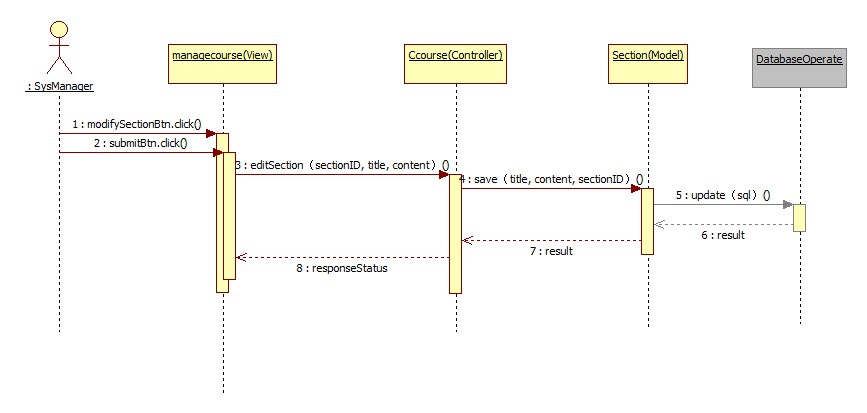 managecourse(View)
Ccourse(Controller)
Section(Model)
DatabaseOperate
: SysManager
1 : modifySectionBtn.click()
2 : submitBtn.click()
3 : editSection（sectionID, title, content）()
4 : save（title, content, sectionID）()
5 : update（sql）()
6 : result
7 : result
8 : responseStatus